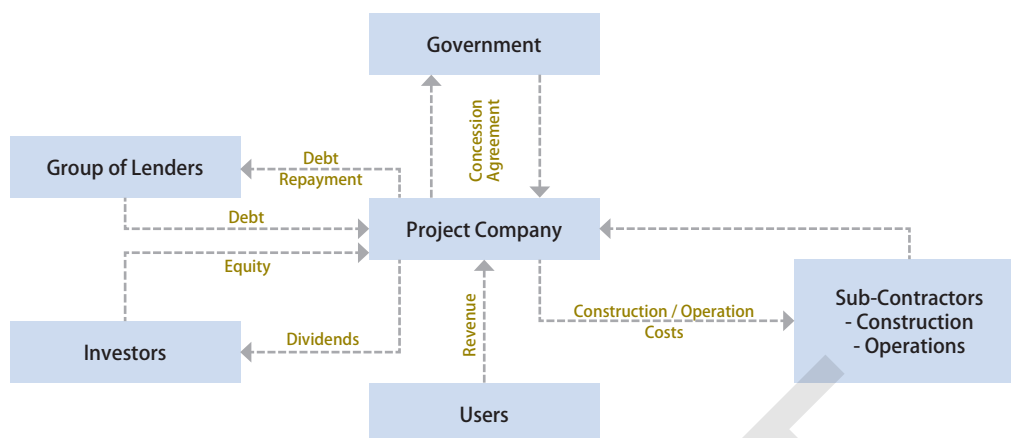 Government
Concession
Agreement
Group of Lenders
Debt
Repayment
Debt
Project Company
Equity
Investors
Dividends
Revenue
Construction / Operation
Costs
Sub-Contractors
- Construction
- Operations
Users